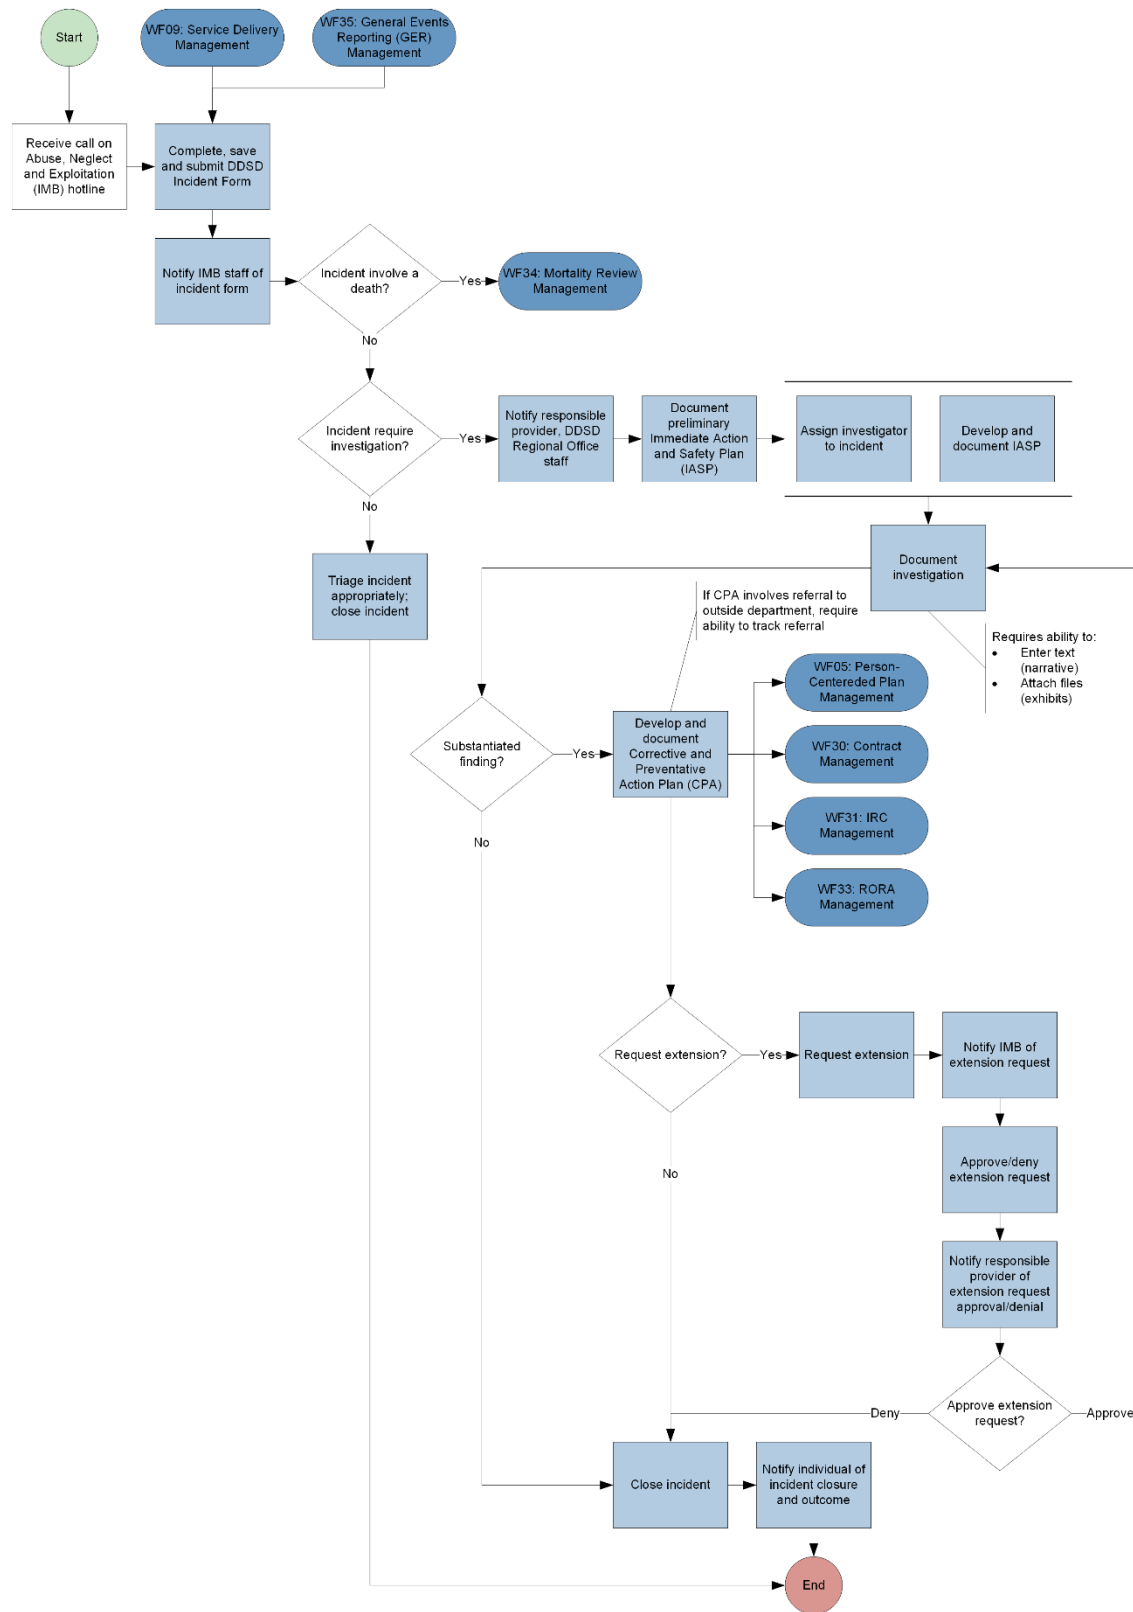 Start
WF09: Service Delivery
Management
WF35: General Events
Reporting (GER)
Management
Receive call on
Abuse, Neglect
and Exploitation
(IMB) hotline
Complete, save
and submit DDSD
Incident Form
Notify IMB staff of
incident form
Incident involve a
death?
Yes
WF34: Mortality Review
Management
No
Incident require
investigation?
Yes
Notify responsible
provider, DDSD
Regional Office
staff
Document
preliminary
Immediate Action
and Safety Plan
(IASP)
Assign investigator
to incident
Develop and
document IASP
No
Triage incident
appropriately;
close incident
Document
investigation
If CPA involves referral to
outside department, require
ability to track referral
Requires ability to:
• Enter text
(narrative)
• Attach files
(exhibits)
WF05: Person-
Centereded Plan
Management
Substantiated
finding?
Yes
Develop and
document
Corrective and
Preventative
Action Plan (CPA)
WF30: Contract
Management
WF31: IRC
Management
No
WF33: RORA
Management
Request extension?
Yes
Request extension
Notify IMB of
extension request
No
Approve/deny
extension request
Notify responsible
provider of
extension request
approval/denial
Deny
Approve extension
request?
Approve
Close incident
Notify individual of
incident closure
and outcome
End